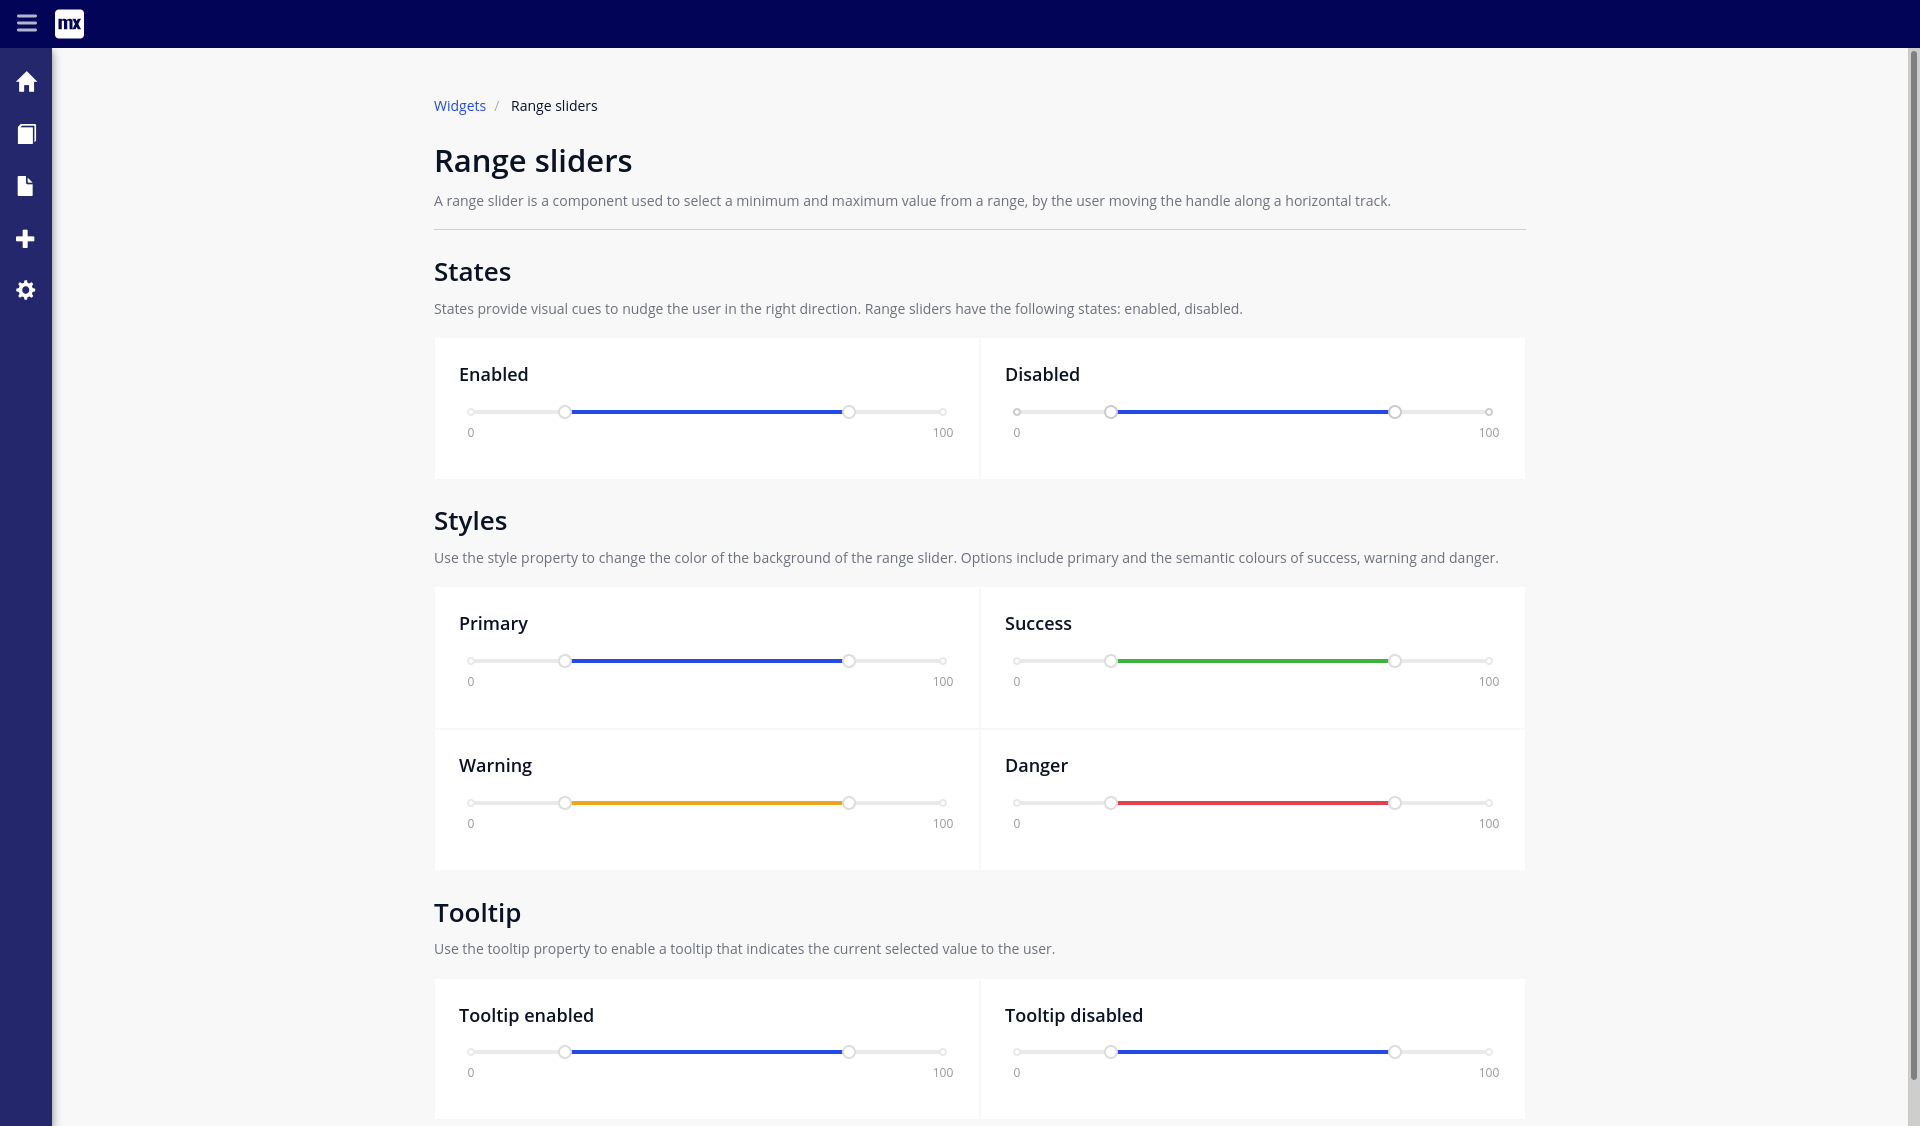 mx
Widgets / Range sliders
Range sliders
A range slider is a component used to select a minimum and maximum value from a range, by the user moving the handle along a horizontal track.
States
States provide visual cues to nudge the user in the right direction. Range sliders have the following states: enabled, disabled.
Enabled
0 100
Disabled
0 100
Styles
Use the style property to change the color of the background of the range slider. Options include primary and the semantic colours of success, warning and danger.
Primary
0 100
Success
0 100
Warning
0 100
Danger
0 100
Tooltip
Use the tooltip property to enable a tooltip that indicates the current selected value to the user.
Tooltip enabled
0 100
Tooltip disabled
0 100